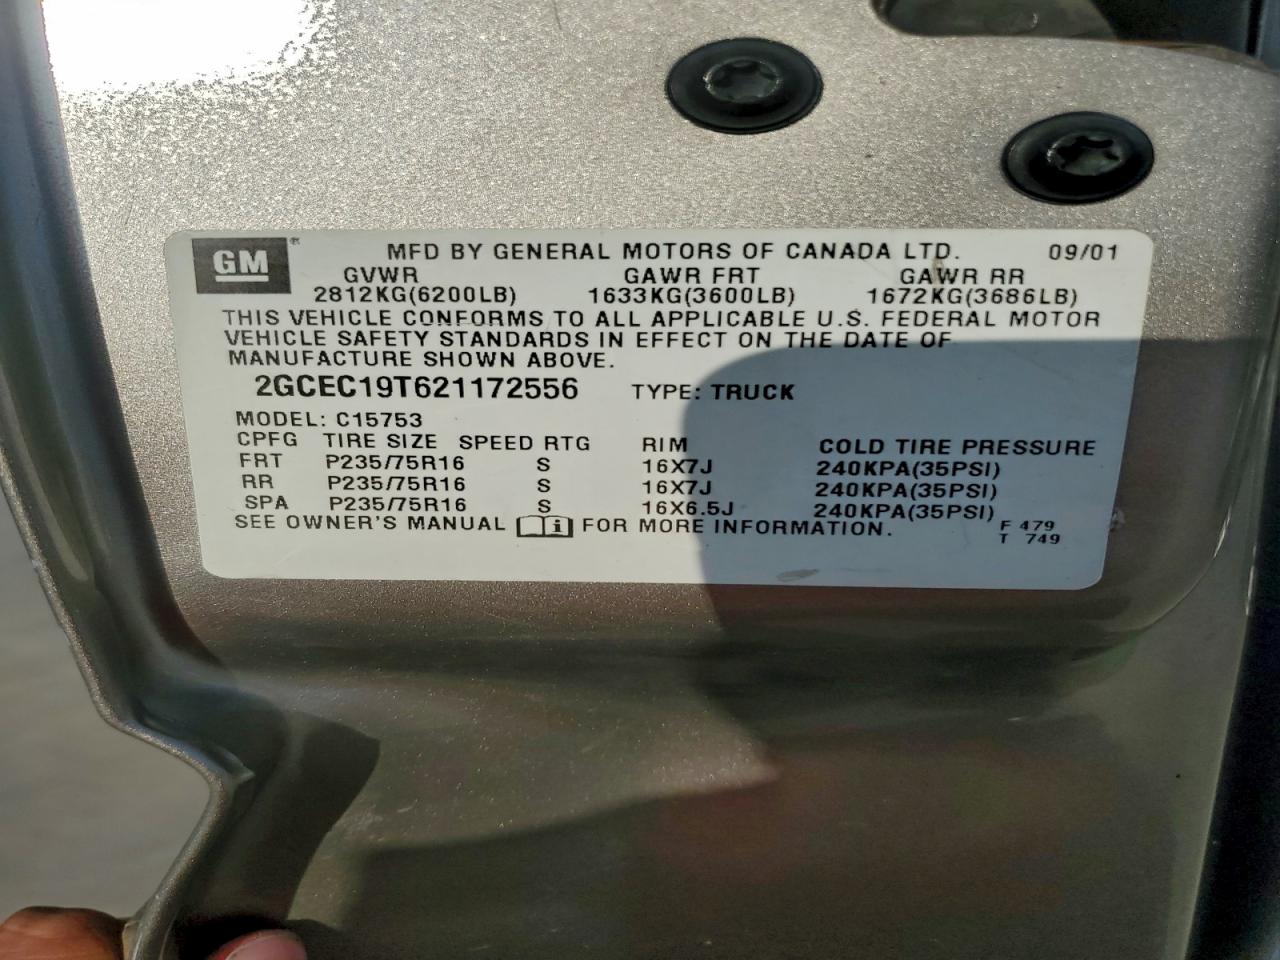 GM® MFD BY GENERAL MOTORS OF CANADA LTD. 09/01
GVWR GAWR FRT GAWR RR
2812KG(6200LB) 1633KG(3600LB) 1672KG(3686LB)
THIS VEHICLE CONFORMS TO ALL APPLICABLE U.S. FEDERAL MOTOR
VEHICLE SAFETY STANDARDS IN EFFECT ON THE DATE OF
MANUFACTURE SHOWN ABOVE.
2GCEC19T621172556 TYPE: TRUCK
MODEL: C15753
CPFG TIRE SIZE SPEED RTG RIM COLD TIRE PRESSURE
FRT P235/75R16 S 16X7J 240KPA(35PSI)
RR P235/75R16 S 16X7J 240KPA(35PSI)
SPA P235/75R16 S 16X6.5J 240KPA(35PSI)
SEE OWNER'S MANUAL i FOR MORE INFORMATION. F 479
T 749